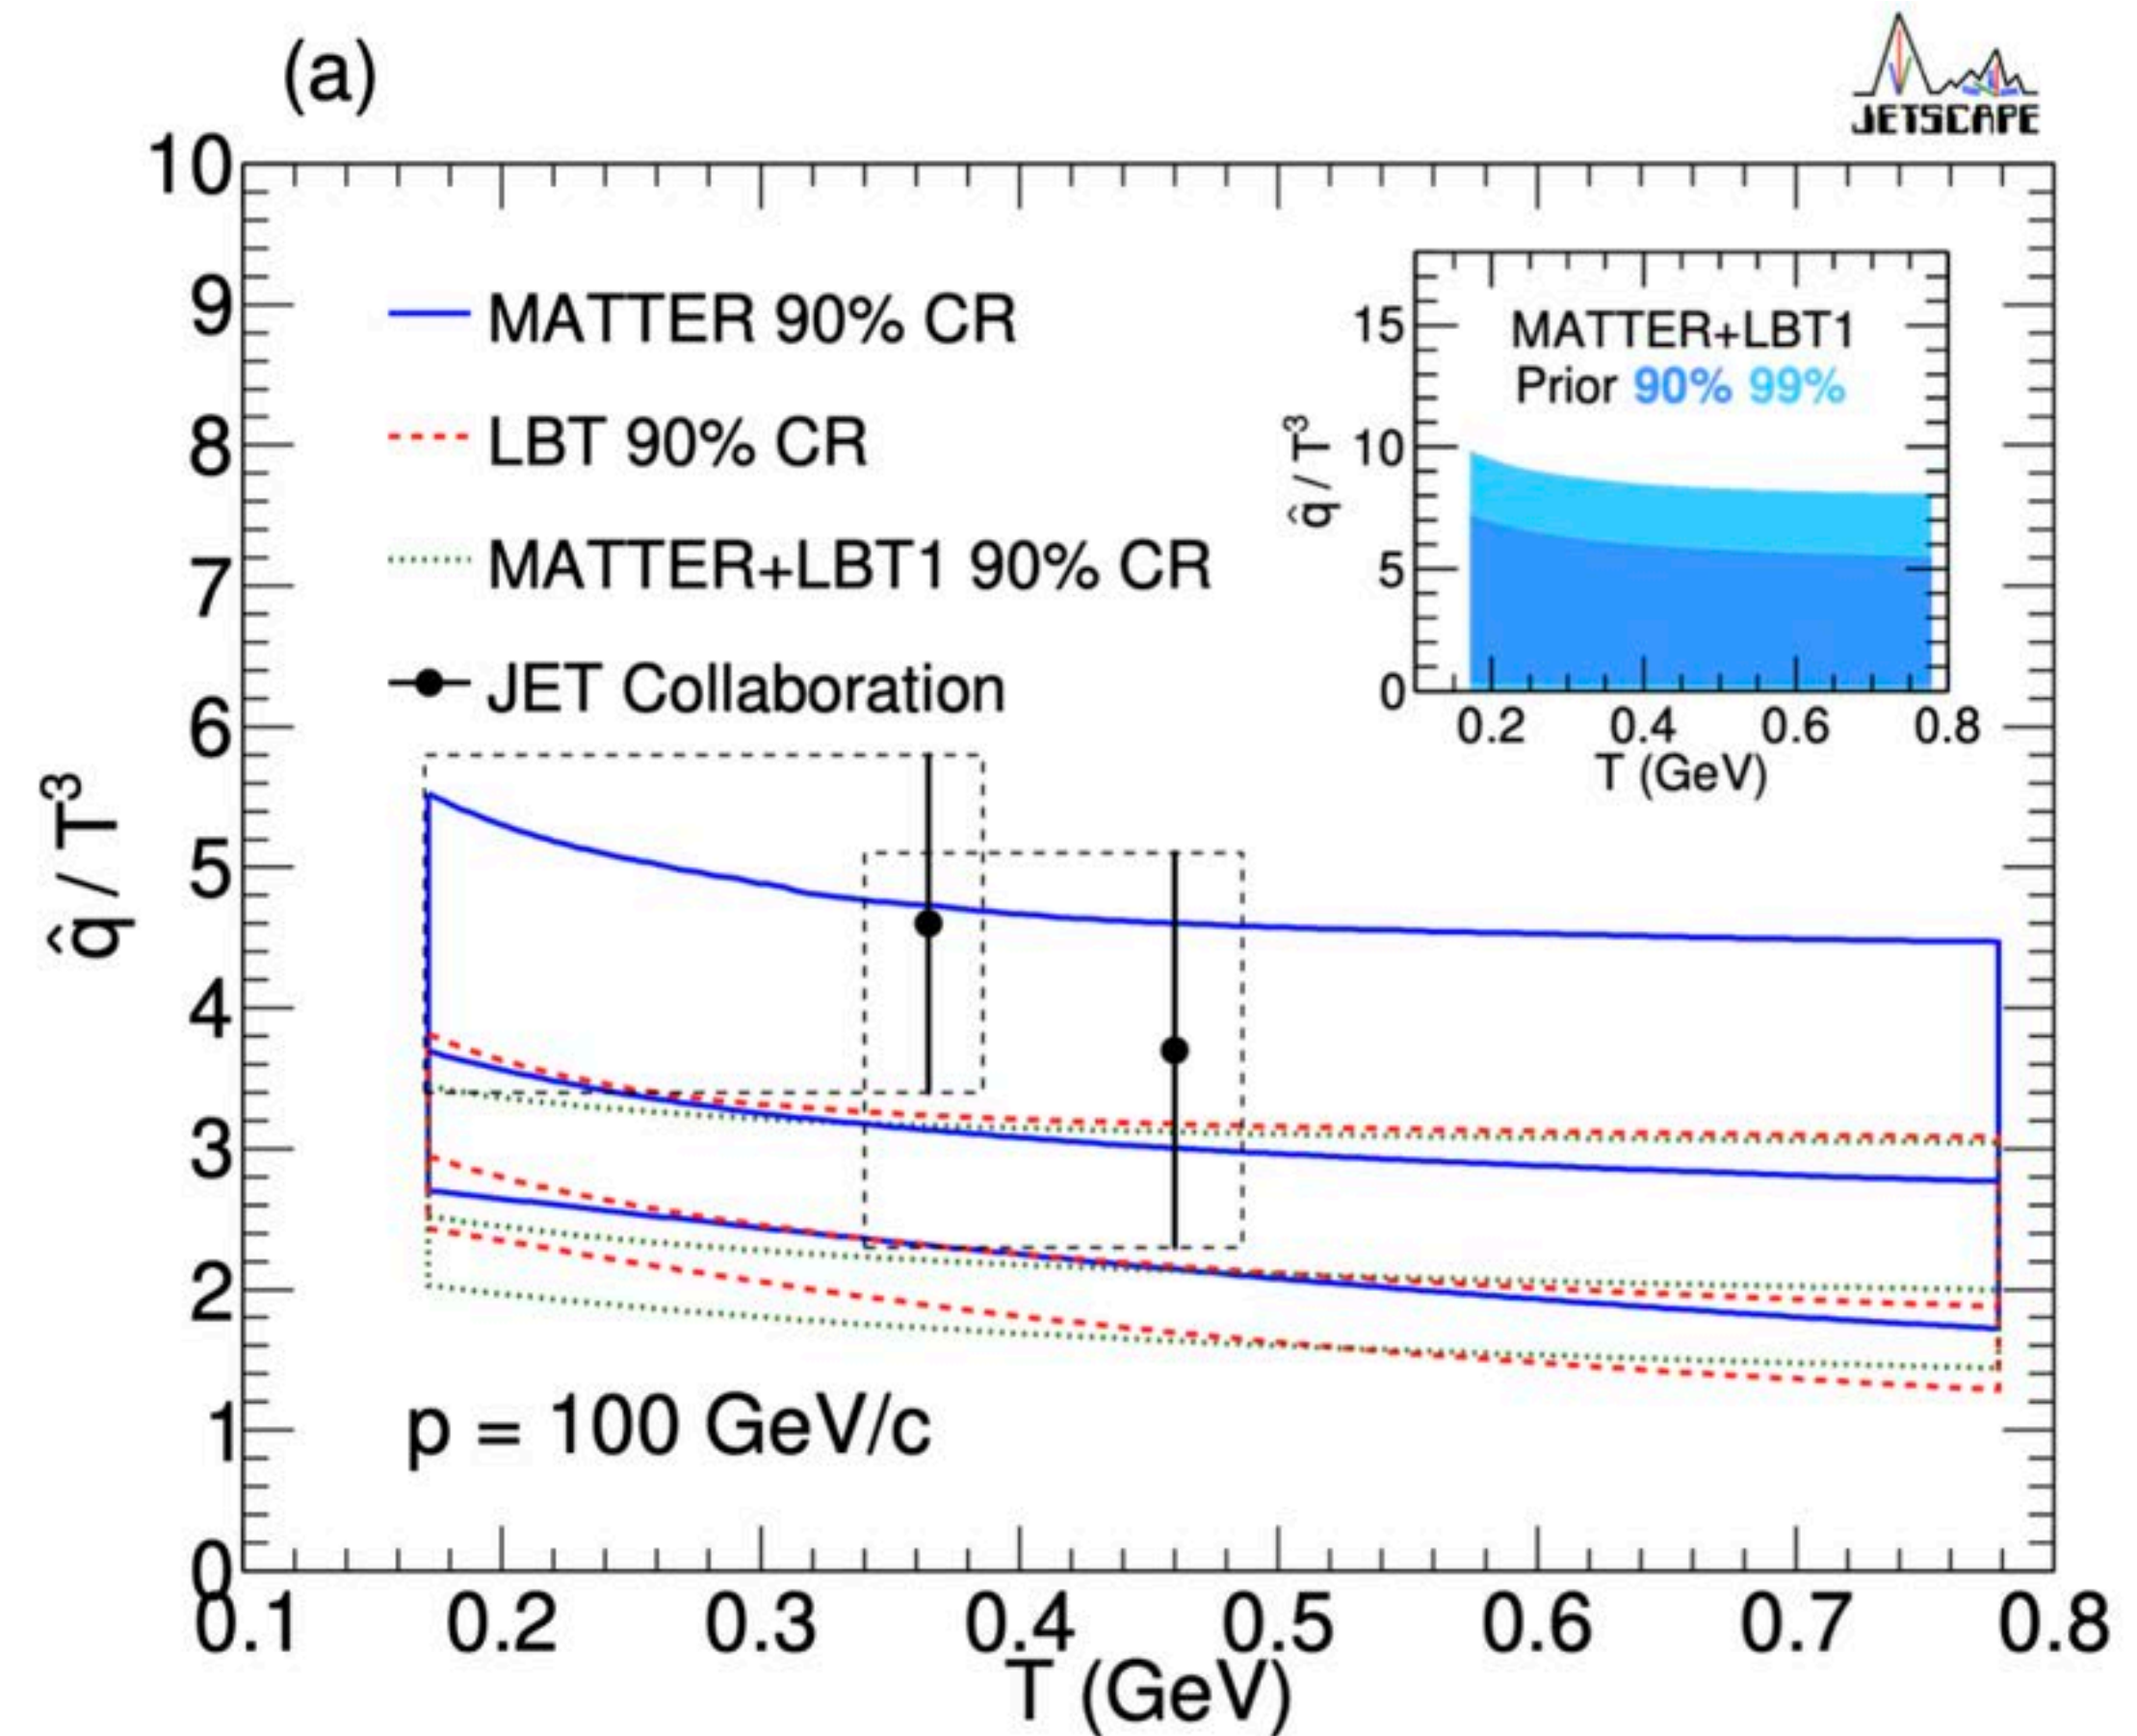 (a)
JETSCAPE
10
9
8
7
6
5
4
3
2
1
0
q̂ / T³
MATTER 90% CR
LBT 90% CR
MATTER+LBT1 90% CR
JET Collaboration
MATTER+LBT1
Prior 90% 99%
15
10
5
0
q̂ / T³
0.2 0.4 0.6 0.8
T (GeV)
p = 100 GeV/c
0.1 0.2 0.3 0.4 0.5 0.6 0.7 0.8
T (GeV)